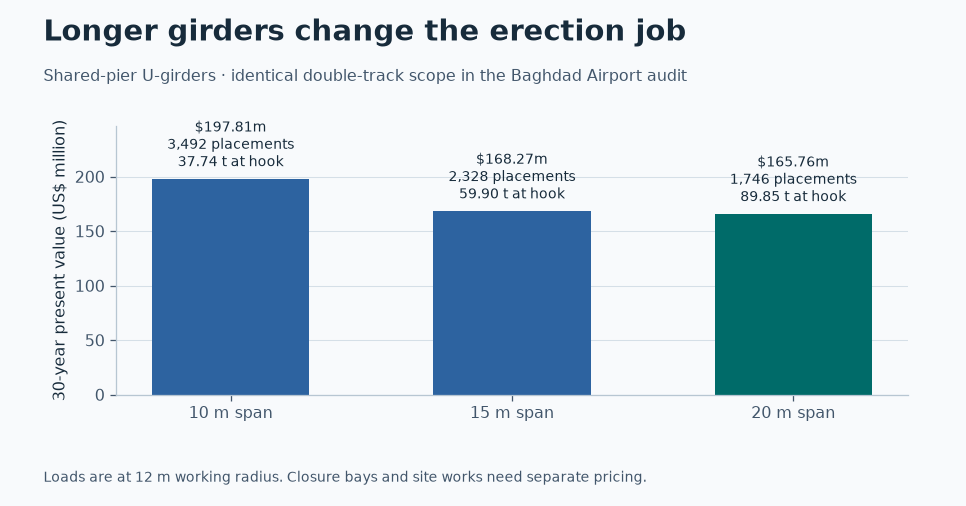 Longer girders change the erection job
Shared-pier U-girders · identical double-track scope in the Baghdad Airport audit
30-year present value (US$ million)
200
150
100
50
0
$197.81m
3,492 placements
37.74 t at hook
$168.27m
2,328 placements
59.90 t at hook
$165.76m
1,746 placements
89.85 t at hook
10 m span
15 m span
20 m span
Loads are at 12 m working radius. Closure bays and site works need separate pricing.